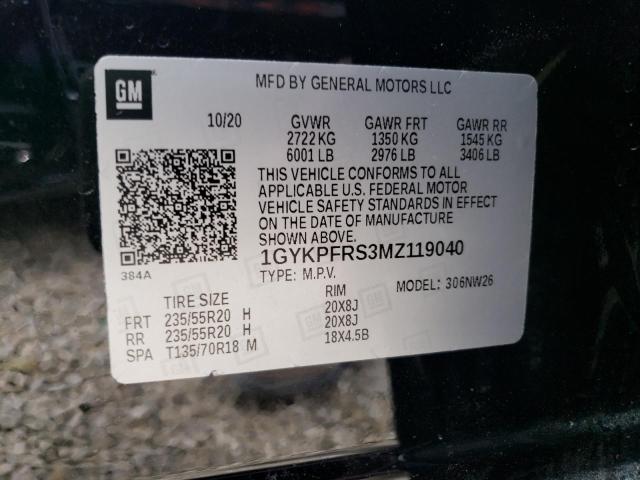 GM
MFD BY GENERAL MOTORS LLC
10/20 GVWR GAWR FRT GAWR RR
2722 KG 1350 KG 1545 KG
6001 LB 2976 LB 3406 LB
THIS VEHICLE CONFORMS TO ALL
APPLICABLE U.S. FEDERAL MOTOR
VEHICLE SAFETY STANDARDS IN EFFECT
ON THE DATE OF MANUFACTURE
SHOWN ABOVE.
384A 1GYKPFRS3MZ119040
TYPE: M.P.V. MODEL: 306NW26
TIRE SIZE RIM
FRT 235/55R20 H 20X8J
RR 235/55R20 H 20X8J
SPA T135/70R18 M 18X4.5B